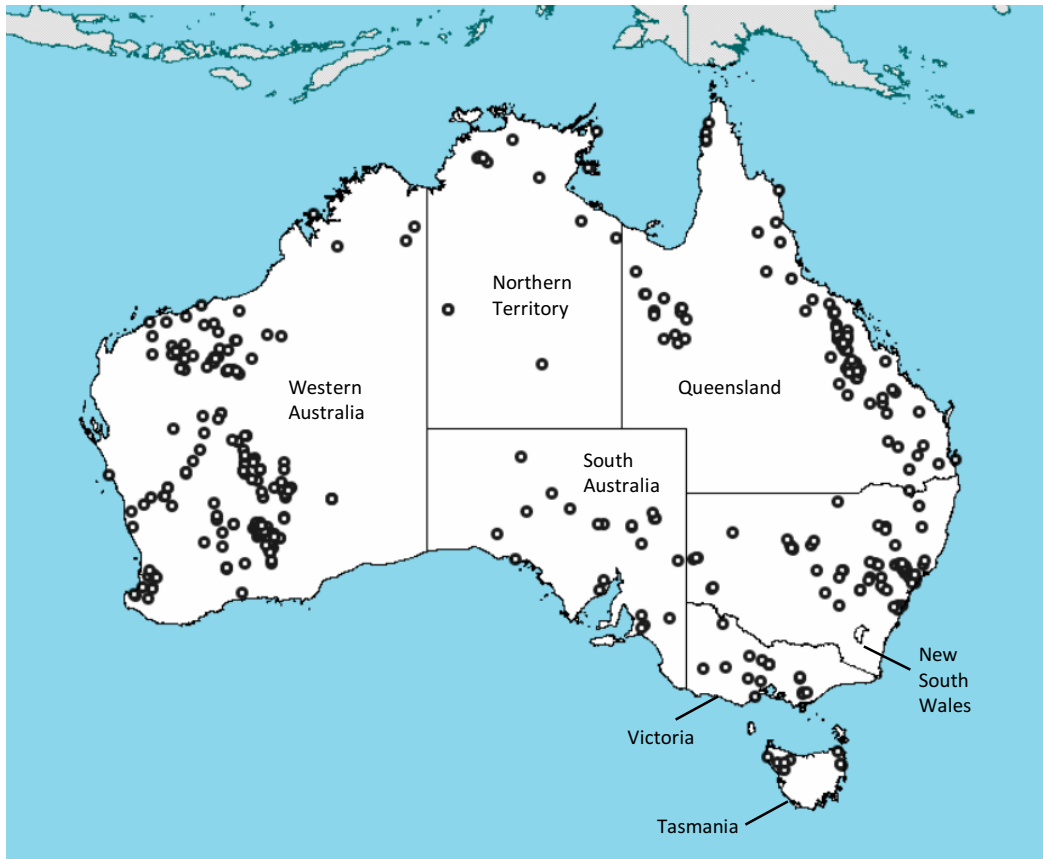 Northern
Territory
Western
Australia
Queensland
South
Australia
New
South
Wales
Victoria
Tasmania